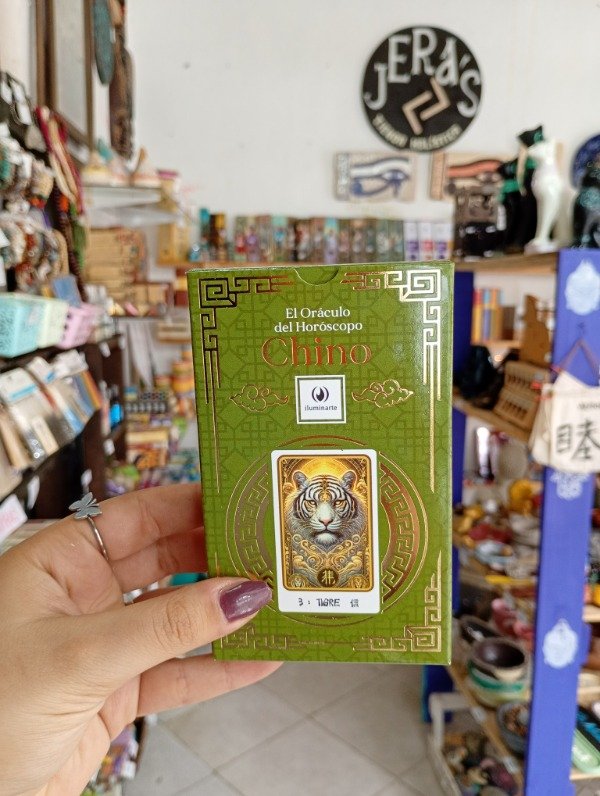 JERA'S
El Oráculo
del Horóscopo
Chino
iluminarte
3 : TIGRE